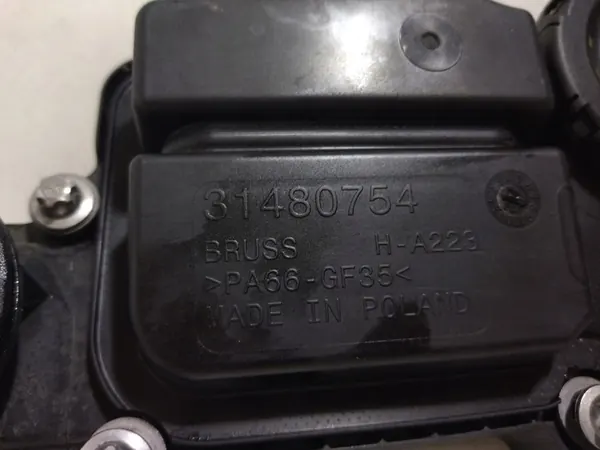 31480754
BRUSS H-A223
>PA66-GF35<
MADE IN POLAND